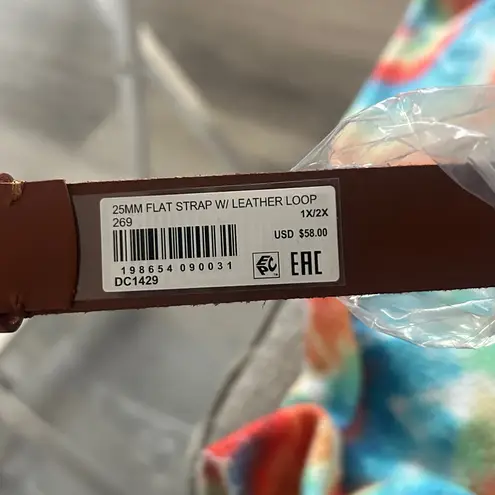 25MM FLAT STRAP W/ LEATHER LOOP
269 1X/2X
USD $58.00
198654 090031
DC1429
EAC